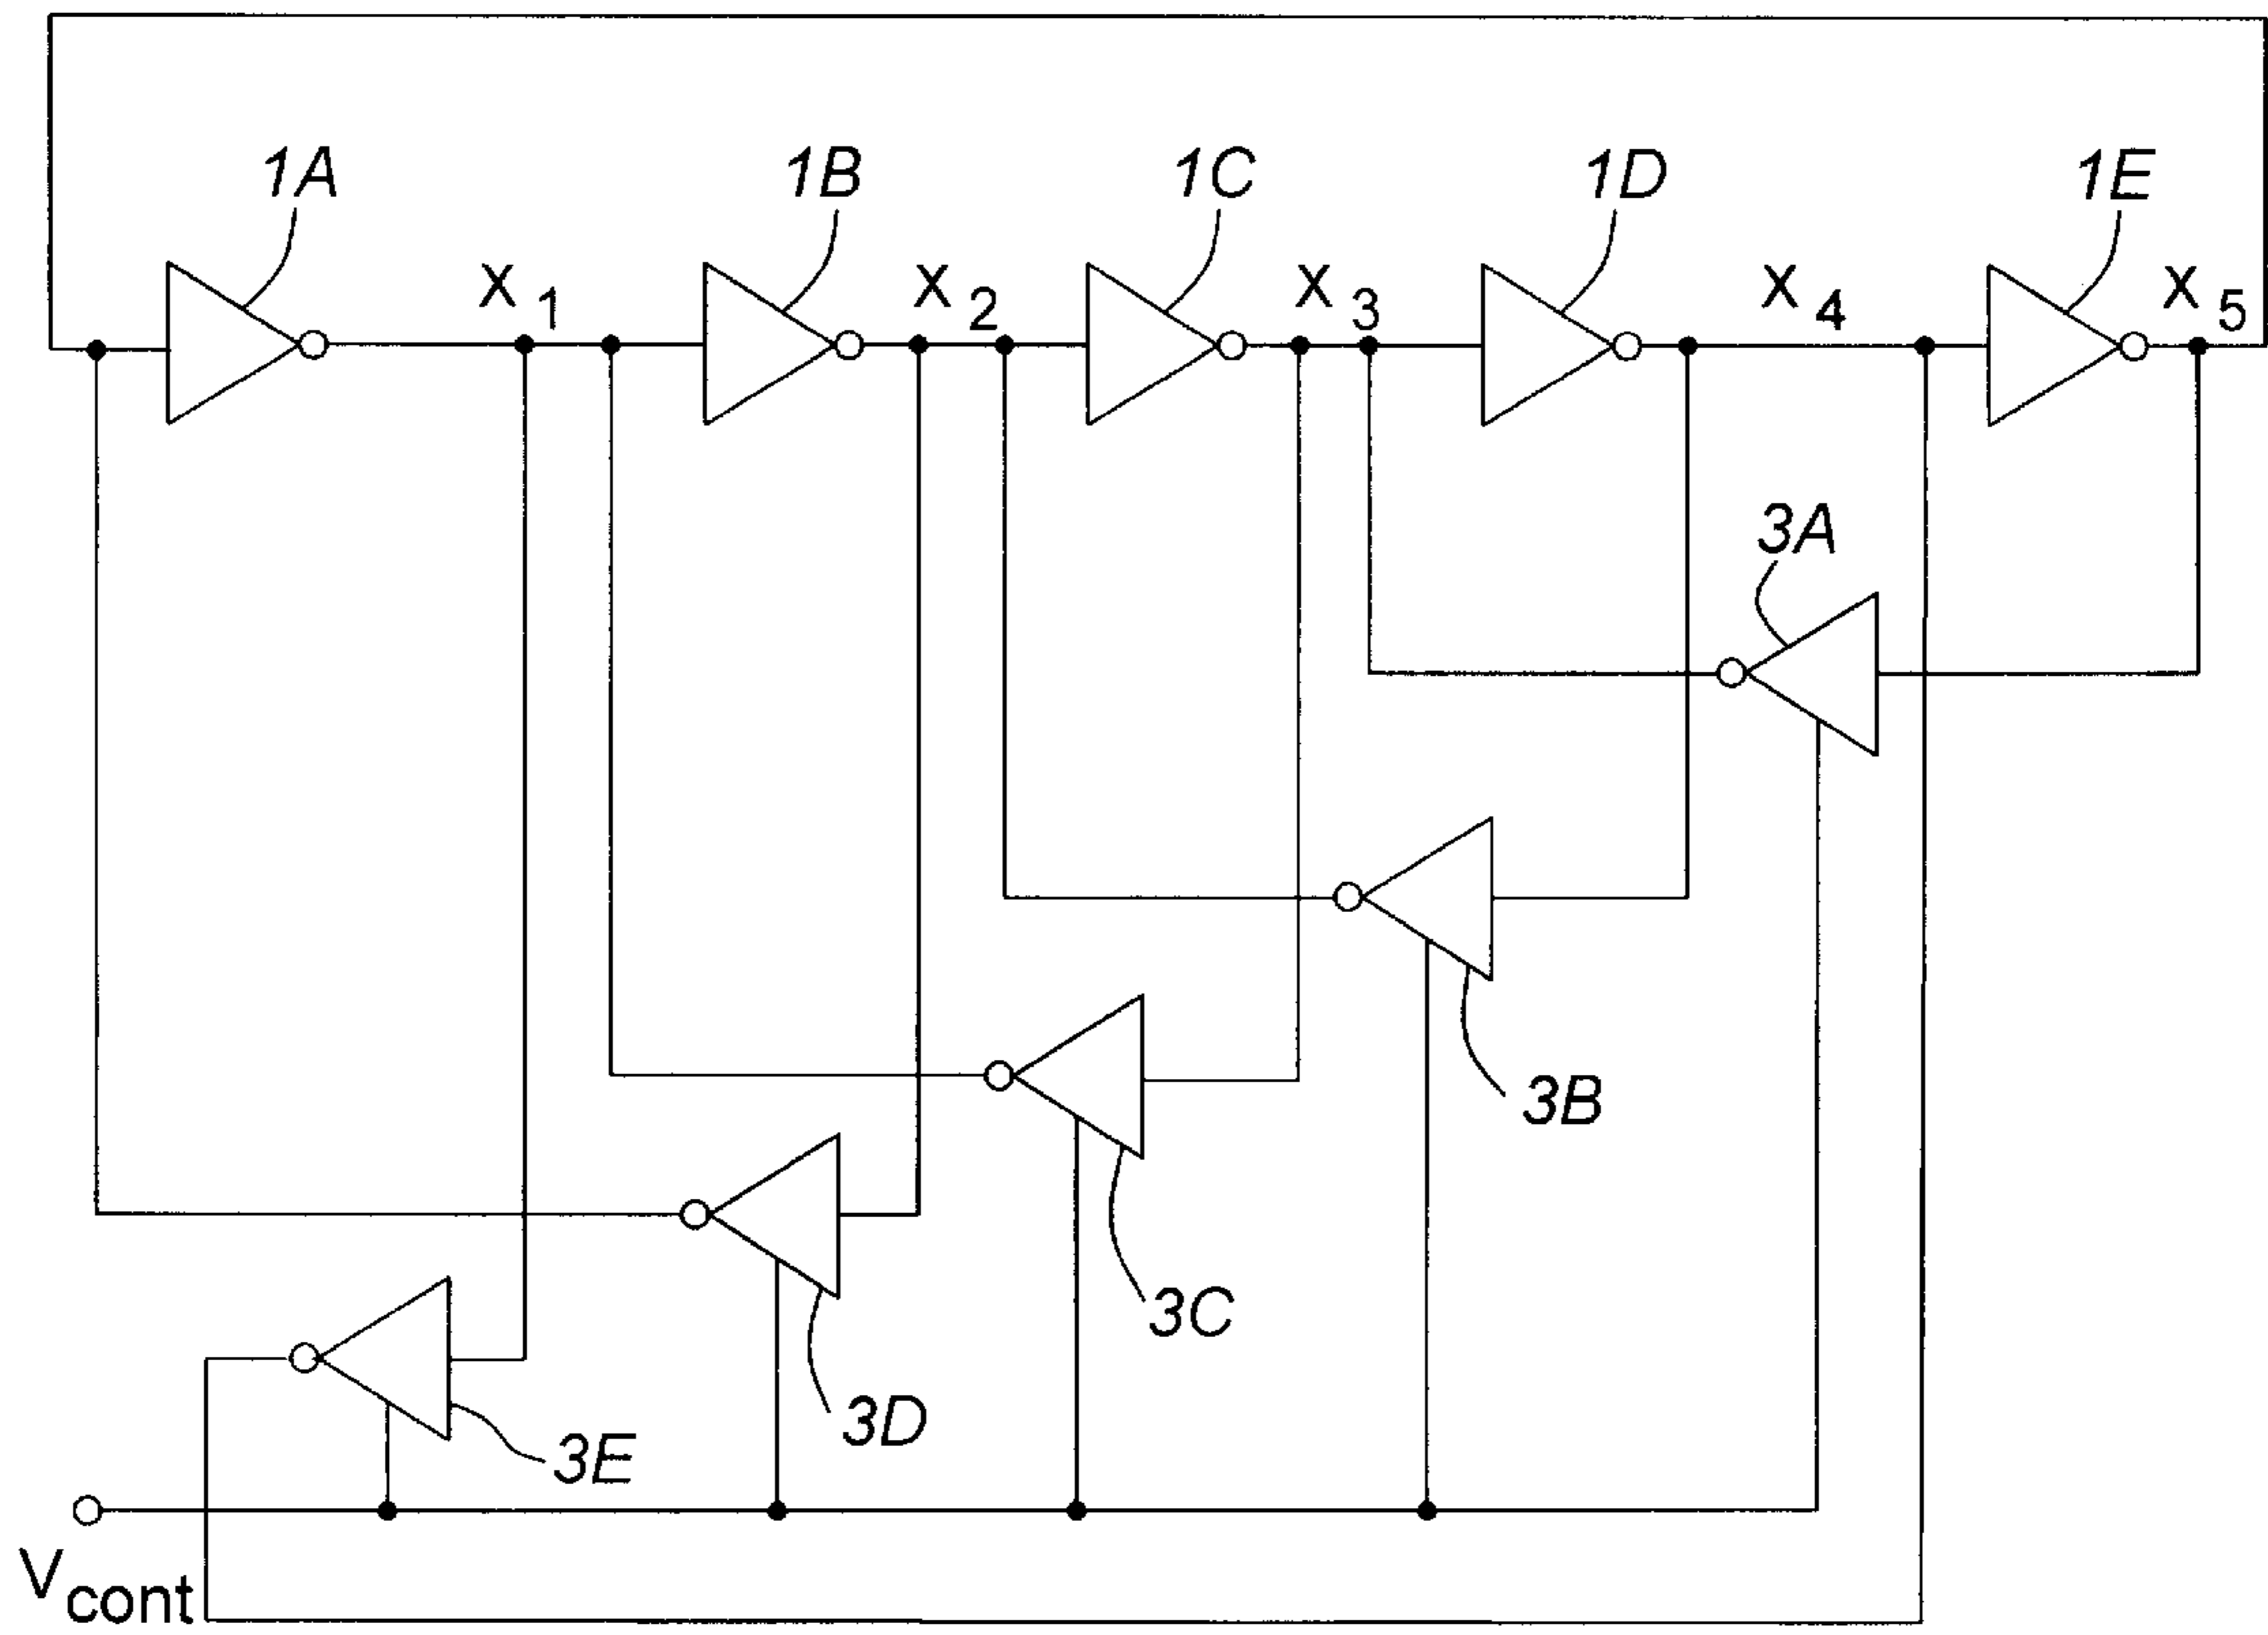 1A 1B 1C 1D 1E
X1 X2 X3 X4 X5
3A
3B
3C
3D
3E
Vcont